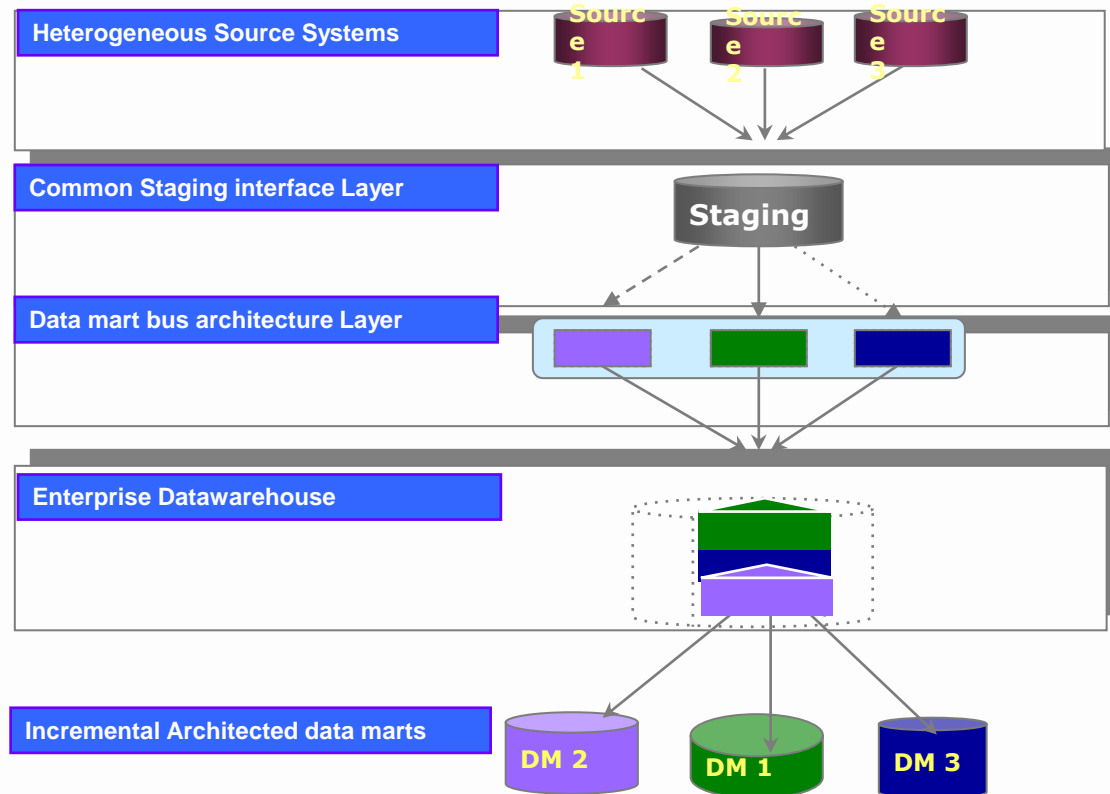 Heterogeneous Source Systems
Sourc
e
1
Sourc
e
2
Sourc
e
3
Common Staging interface Layer
Staging
Data mart bus architecture Layer
Enterprise Datawarehouse
Incremental Architected data marts
DM 2
DM 1
DM 3